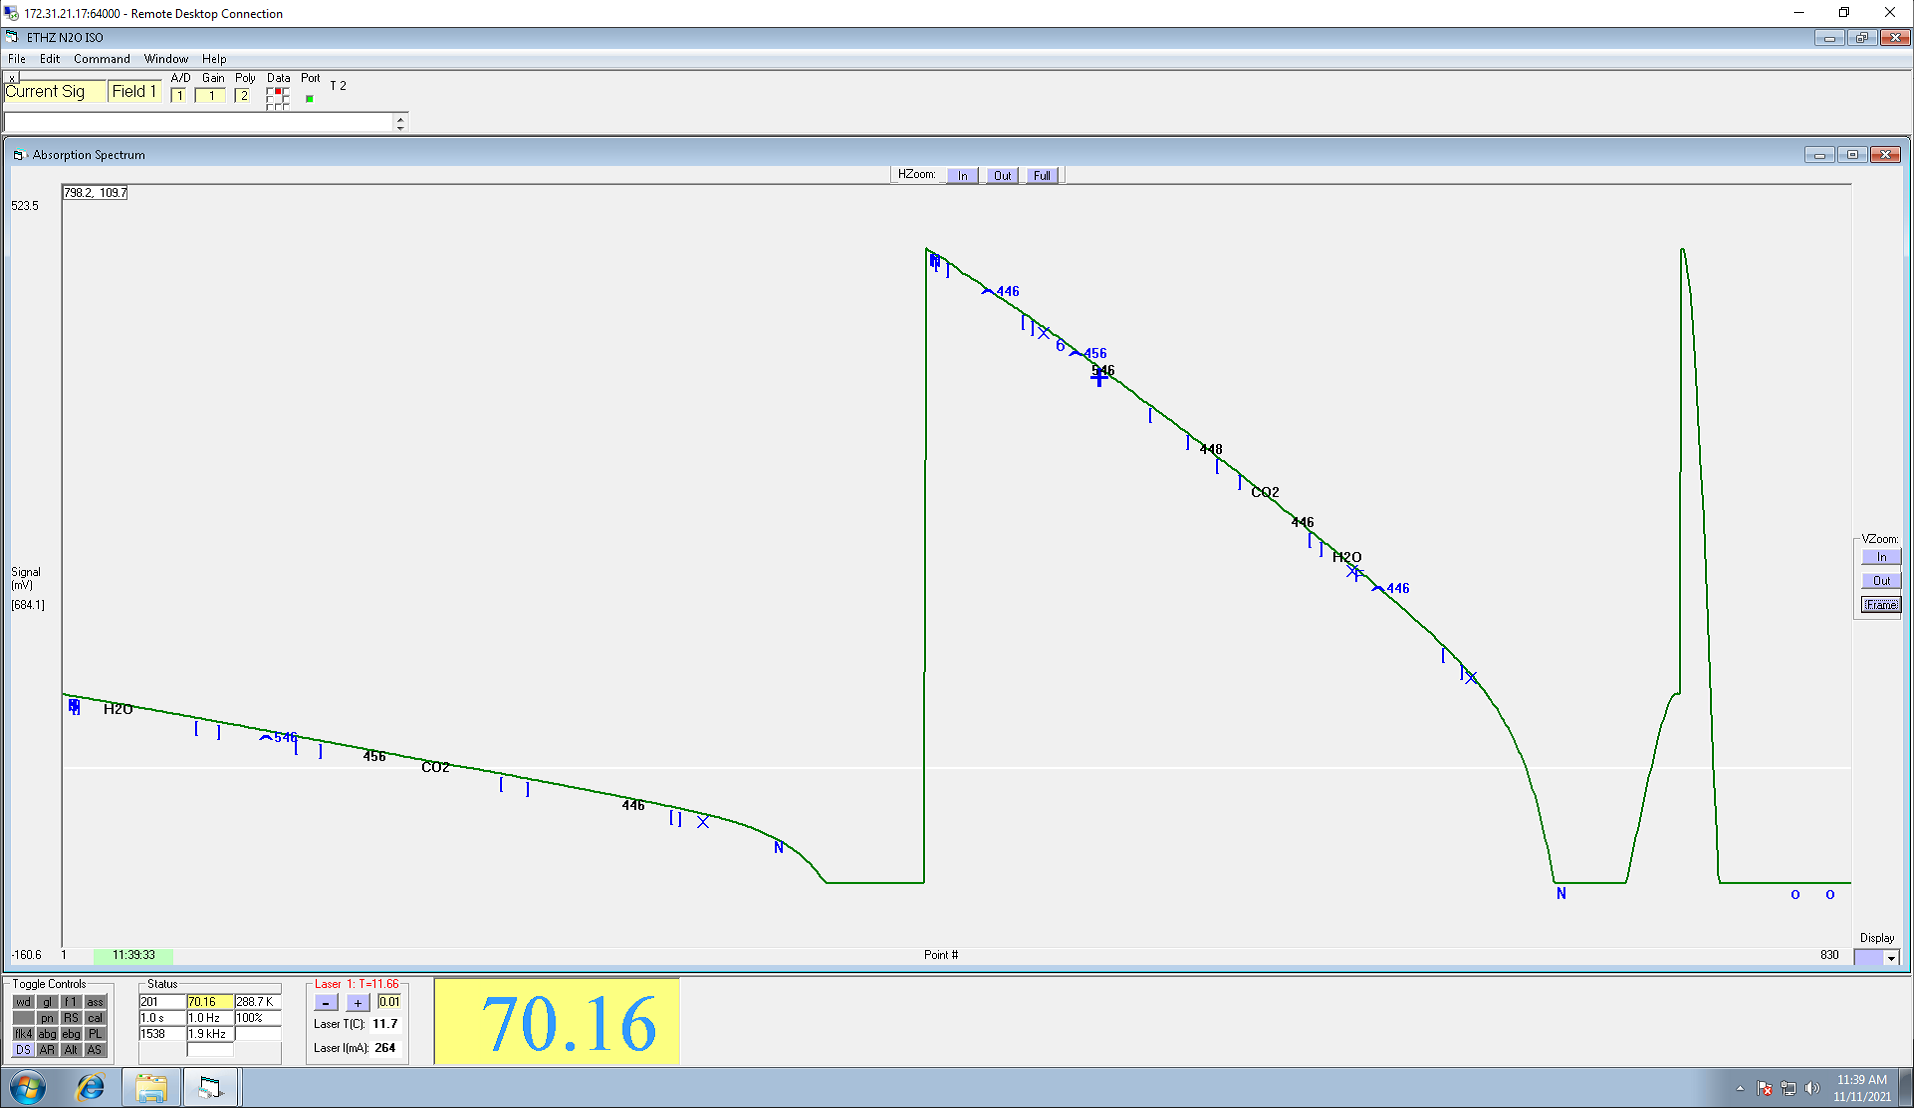 172.31.21.17:64000 - Remote Desktop Connection
ETHZ N2O ISO
File Edit Command Window Help
x
A/D Gain Poly Data Port
Current Sig Field 1 1 1 2 T 2
Absorption Spectrum
HZoom: In Out Full
798.2, 109.7
523.5
446
[ ] X
6 456
546
[ ]
448
[ ]
CO2
446
[ ]
H2O
Signal
(mV)
[684.1]
446
[ ] X
VZoom:
In
Out
Frame
H2O
[ ]
546
[ ]
456
CO2
[ ]
446
[ ] X
N
N
o o
-160.6 1 11:39:33 Point # 830
Display
Toggle Controls
wd gl f1 ass
pn RS cal
flk4 abg ebg PL
DS AR Alt AS
Status
201 70.16 288.7 K
1.0 s 1.0 Hz 100%
1538 1.9 kHz
Laser 1: T=11.66
- + 0.01
Laser T(C): 11.7
Laser I(mA): 264
70.16
11:39 AM
11/11/2021